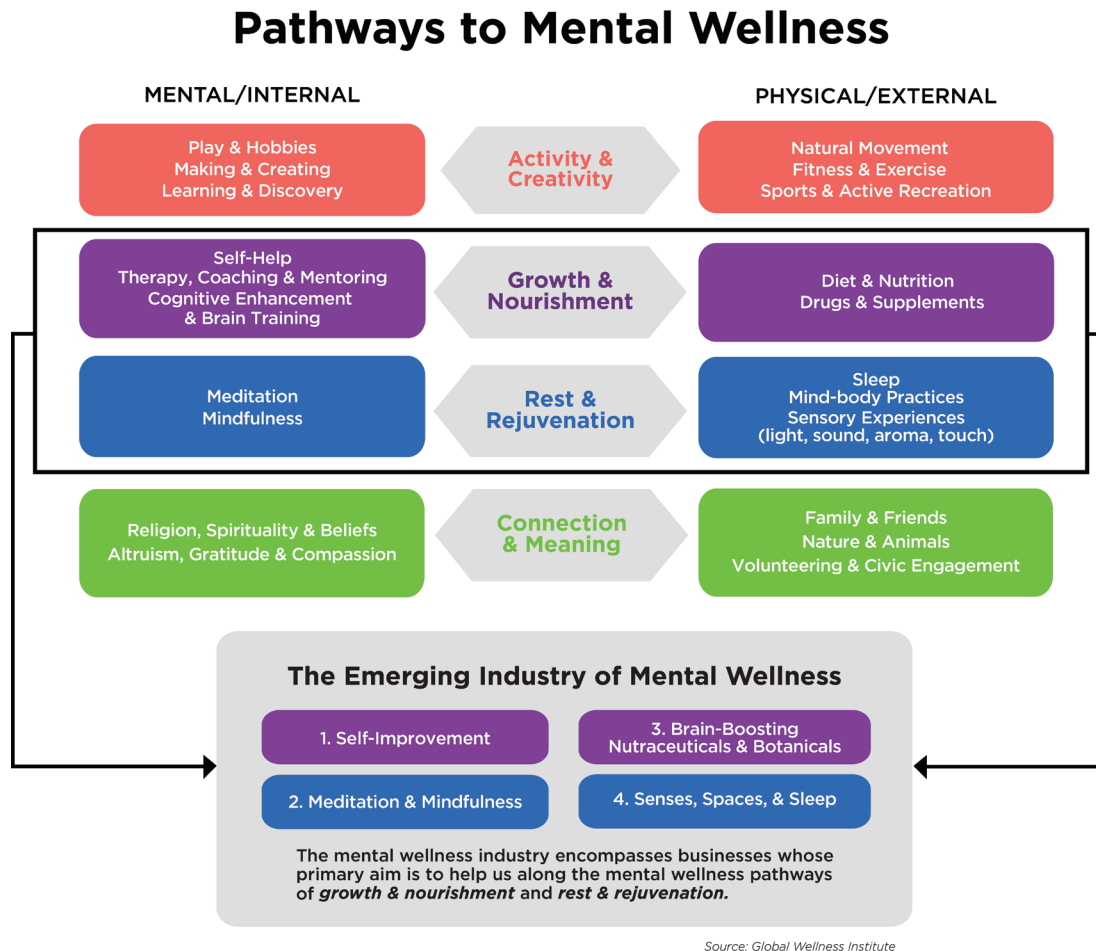 Pathways to Mental Wellness
MENTAL/INTERNAL
PHYSICAL/EXTERNAL
Play & Hobbies
Making & Creating
Learning & Discovery
Activity &
Creativity
Natural Movement
Fitness & Exercise
Sports & Active Recreation
Self-Help
Therapy, Coaching & Mentoring
Cognitive Enhancement
& Brain Training
Growth &
Nourishment
Diet & Nutrition
Drugs & Supplements
Meditation
Mindfulness
Rest &
Rejuvenation
Sleep
Mind-body Practices
Sensory Experiences
(light, sound, aroma, touch)
Religion, Spirituality & Beliefs
Altruism, Gratitude & Compassion
Connection
& Meaning
Family & Friends
Nature & Animals
Volunteering & Civic Engagement
The Emerging Industry of Mental Wellness
1. Self-Improvement
3. Brain-Boosting
Nutraceuticals & Botanicals
2. Meditation & Mindfulness
4. Senses, Spaces, & Sleep
The mental wellness industry encompasses businesses whose
primary aim is to help us along the mental wellness pathways
of growth & nourishment and rest & rejuvenation.
Source: Global Wellness Institute